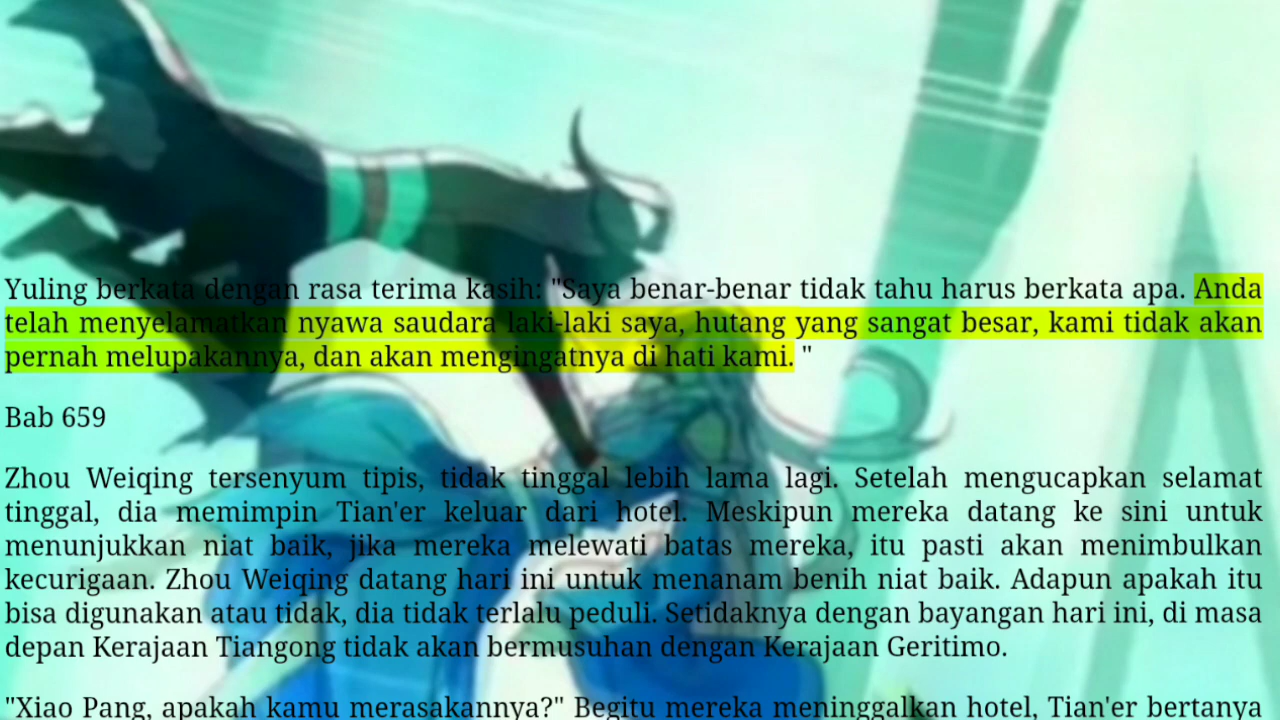 Yuling berkata dengan rasa terima kasih: "Saya benar-benar tidak tahu harus berkata apa. Anda
telah menyelamatkan nyawa saudara laki-laki saya, hutang yang sangat besar, kami tidak akan
pernah melupakannya, dan akan mengingatnya di hati kami. "
Bab 659
Zhou Weiqing tersenyum tipis, tidak tinggal lebih lama lagi. Setelah mengucapkan selamat
tinggal, dia memimpin Tian'er keluar dari hotel. Meskipun mereka datang ke sini untuk
menunjukkan niat baik, jika mereka melewati batas mereka, itu pasti akan menimbulkan
kecurigaan. Zhou Weiqing datang hari ini untuk menanam benih niat baik. Adapun apakah itu
bisa digunakan atau tidak, dia tidak terlalu peduli. Setidaknya dengan bayangan hari ini, di masa
depan Kerajaan Tiangong tidak akan bermusuhan dengan Kerajaan Geritimo.
"Xiao Pang, apakah kamu merasakannya?" Begitu mereka meninggalkan hotel, Tian'er bertanya